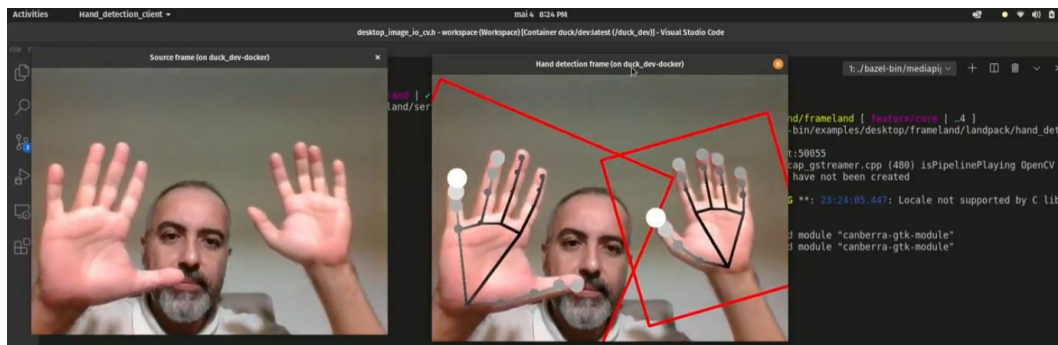 Activities
Hand_detection_client
mai 4 8:24 PM
desktop_image_io_cv.h - workspace (Workspace) [Container duck/dev:latest (/duck_dev)] - Visual Studio Code
File
Source frame (on duck_dev-docker)
Hand detection frame (on duck_dev-docker)
1: ./bazel-bin/mediapi
and |
land/ser
nd/frameland [ feature/core | …4 ]
-bin/examples/desktop/frameland/landpack/hand_det
t:50055
cap_gstreamer.cpp (480) isPipelinePlaying OpenCV
have not been created
G **: 23:24:05.447: Locale not supported by C lib
d module "canberra-gtk-module"
d module "canberra-gtk-module"